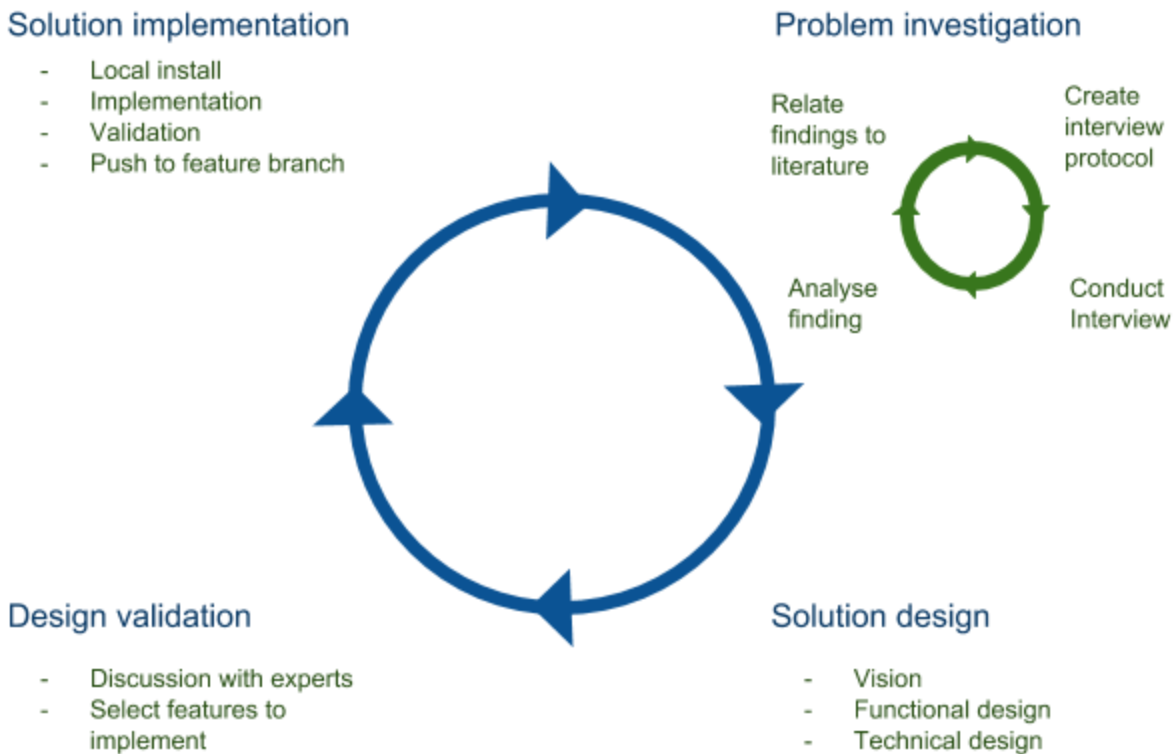 Solution implementation
- Local install
- Implementation
- Validation
- Push to feature branch
Problem investigation
Relate
findings to
literature
Create
interview
protocol
Analyse
finding
Conduct
Interview
Design validation
- Discussion with experts
- Select features to
implement
Solution design
- Vision
- Functional design
- Technical design